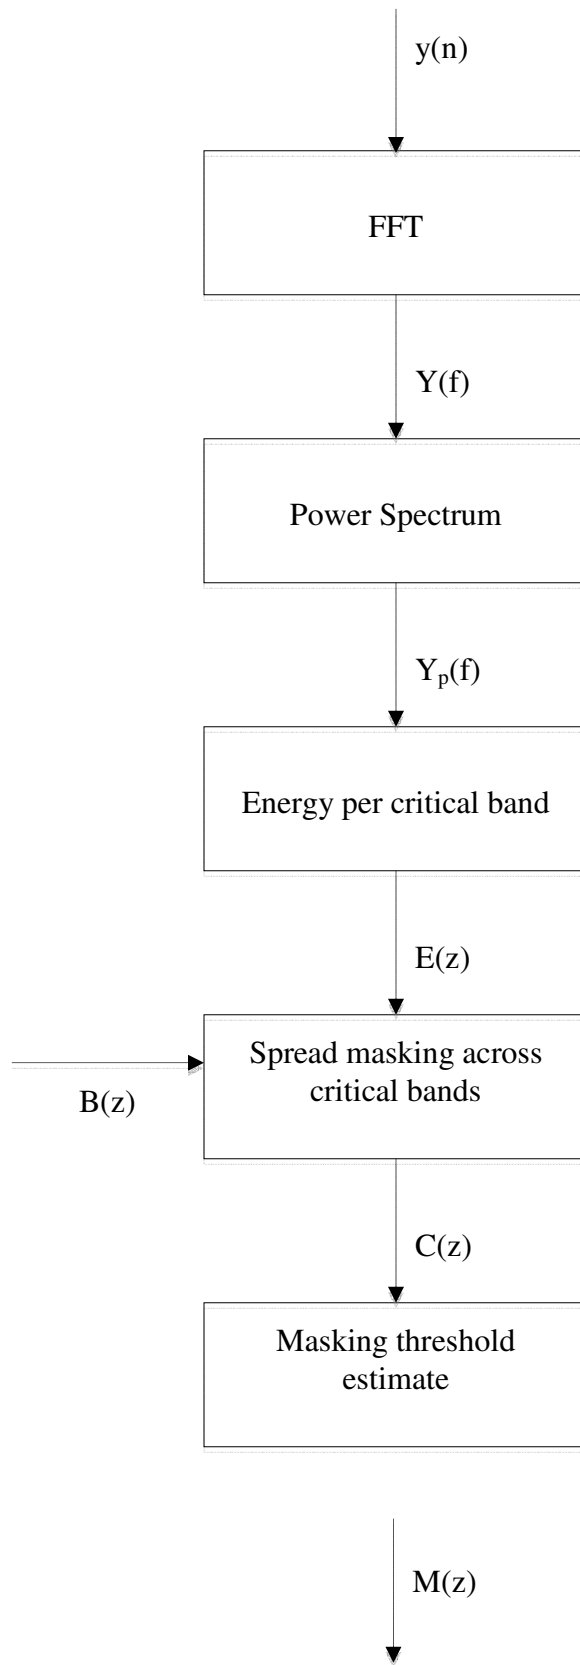 y(n)
FFT
Y(f)
Power Spectrum
Yₚ(f)
Energy per critical band
E(z)
Spread masking across
critical bands
B(z)
C(z)
Masking threshold
estimate
M(z)